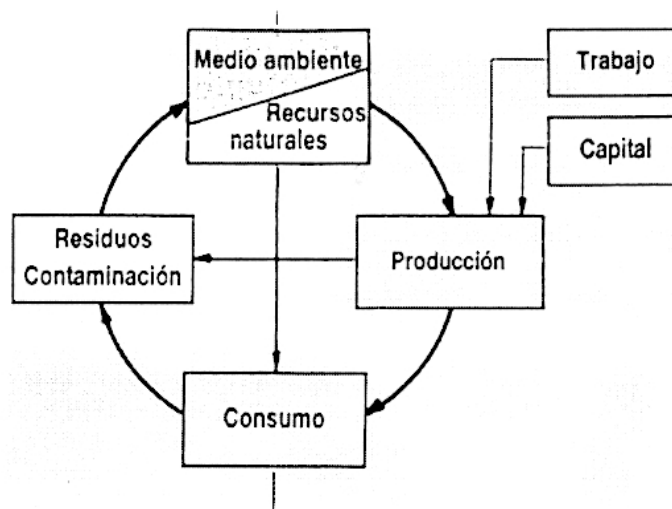 Medio ambiente
Recursos
naturales
Trabajo
Capital
Residuos
Contaminación
Producción
Consumo